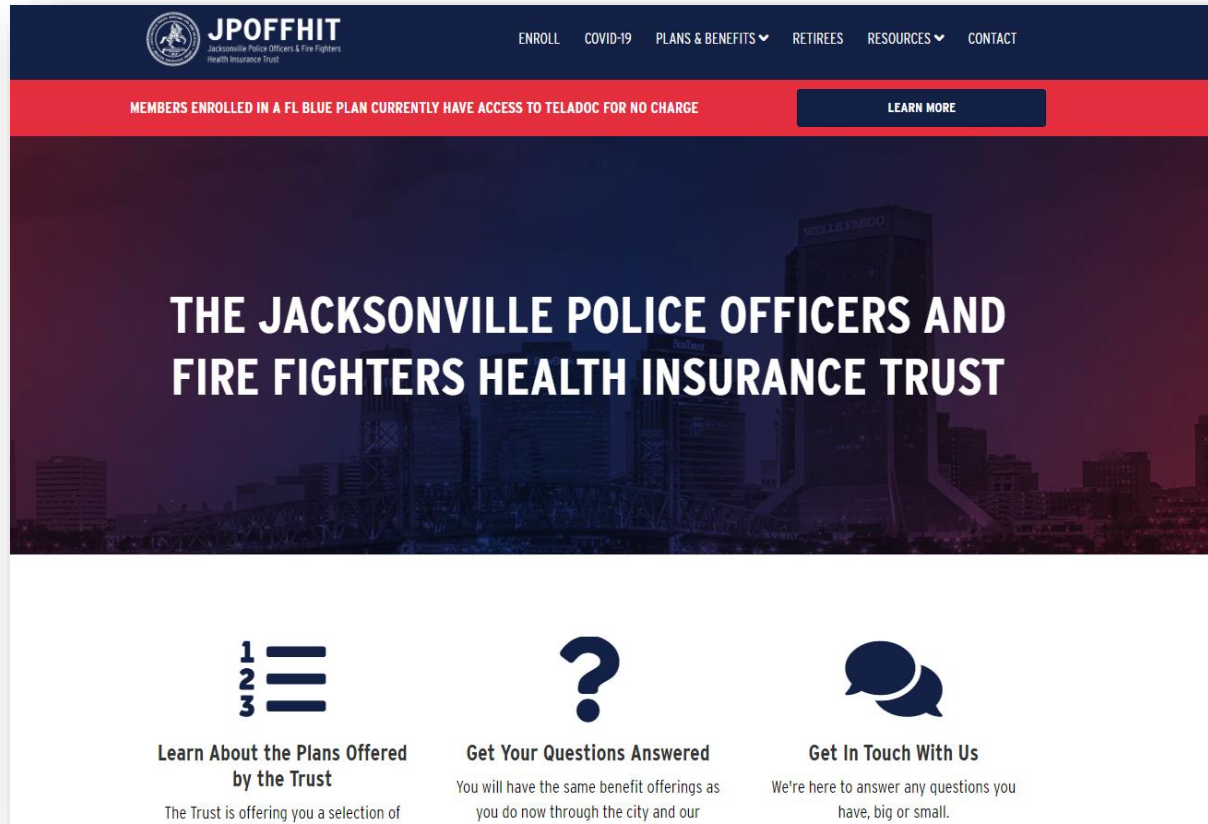 JPOFFHIT
Jacksonville Police Officers & Fire Fighters
Health Insurance Trust
ENROLL COVID-19 PLANS & BENEFITS RETIREES RESOURCES CONTACT
MEMBERS ENROLLED IN A FL BLUE PLAN CURRENTLY HAVE ACCESS TO TELADOC FOR NO CHARGE
LEARN MORE
WELLS FARGO
SunTrust
THE JACKSONVILLE POLICE OFFICERS AND
FIRE FIGHTERS HEALTH INSURANCE TRUST
1
2
3
?
Learn About the Plans Offered
by the Trust
The Trust is offering you a selection of
Get Your Questions Answered
You will have the same benefit offerings as
you do now through the city and our
Get In Touch With Us
We're here to answer any questions you
have, big or small.